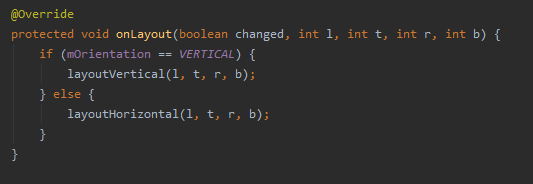 @Override
protected void onLayout(boolean changed, int l, int t, int r, int b) {
    if (mOrientation == VERTICAL) {
        layoutVertical(l, t, r, b);
    } else {
        layoutHorizontal(l, t, r, b);
    }
}